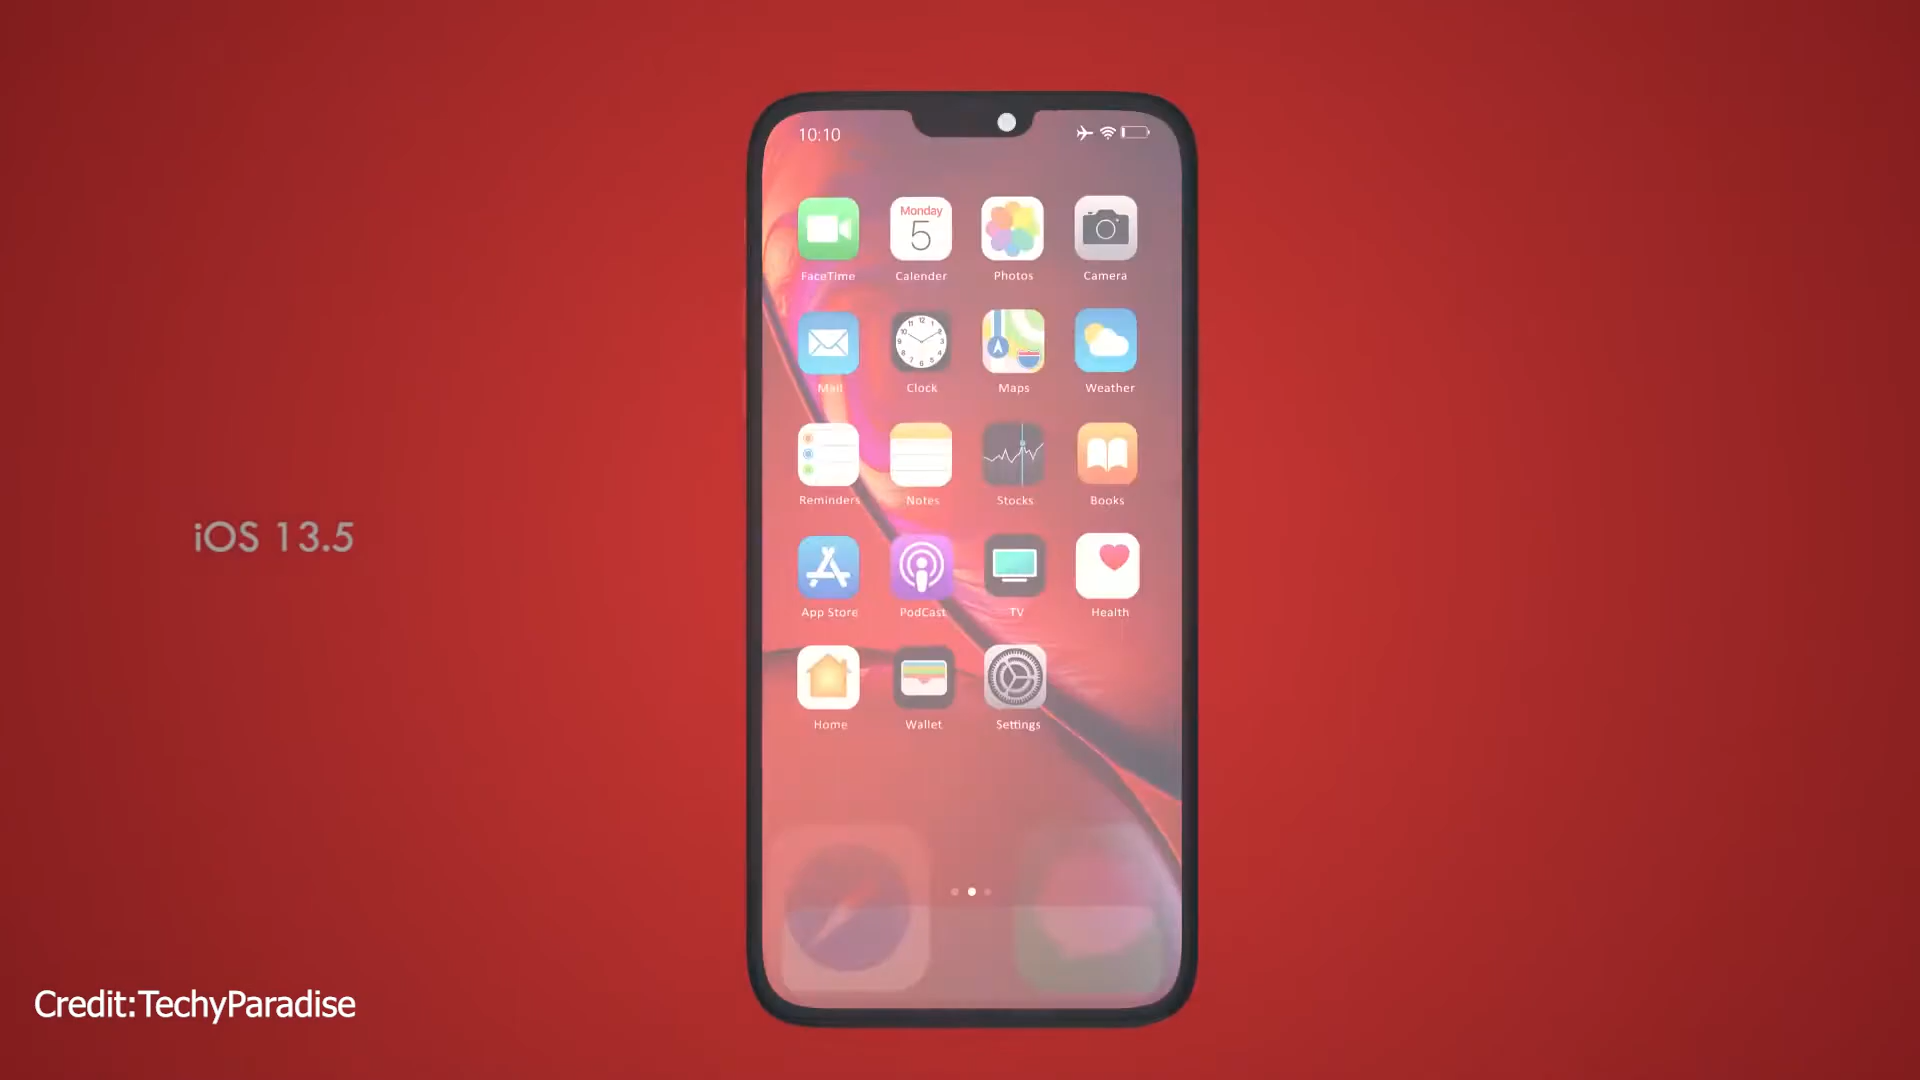 10:10
Monday
5
FaceTime Calender Photos Camera
Mail Clock Maps Weather
Reminders Notes Stocks Books
iOS 13.5
App Store PodCast TV Health
Home Wallet Settings
Credit:TechyParadise